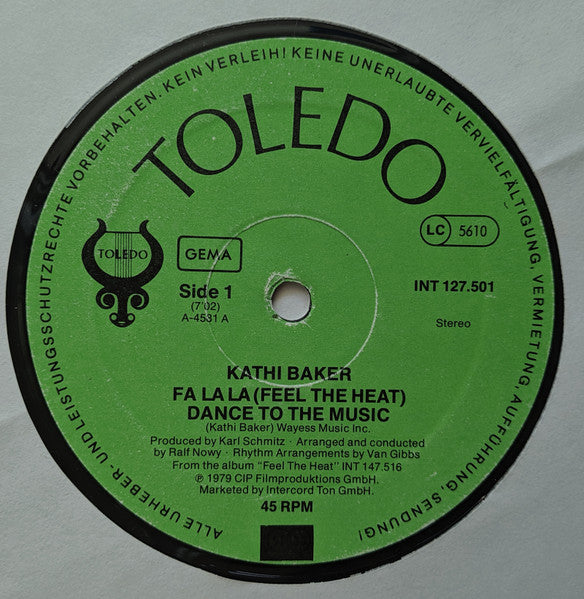 ALLE URHEBER- UND LEISTUNGSSCHUTZRECHTE VORBEHALTEN. KEIN VERLEIH! KEINE UNERLAUBTE VERVIELFÄLTIGUNG, VERMIETUNG, AUFFÜHRUNG, SENDUNG!
TOLEDO
TOLEDO
GEMA
LC 5610
Side 1
(7'02)
A-4531 A
INT 127.501
Stereo
KATHI BAKER
FA LA LA (FEEL THE HEAT)
DANCE TO THE MUSIC
(Kathi Baker) Wayess Music Inc.
Produced by Karl Schmitz · Arranged and conducted
by Ralf Nowy · Rhythm Arrangements by Van Gibbs
From the album "Feel The Heat" INT 147.516
℗ 1979 CIP Filmproduktions GmbH.
Marketed by Intercord Ton GmbH.
45 RPM